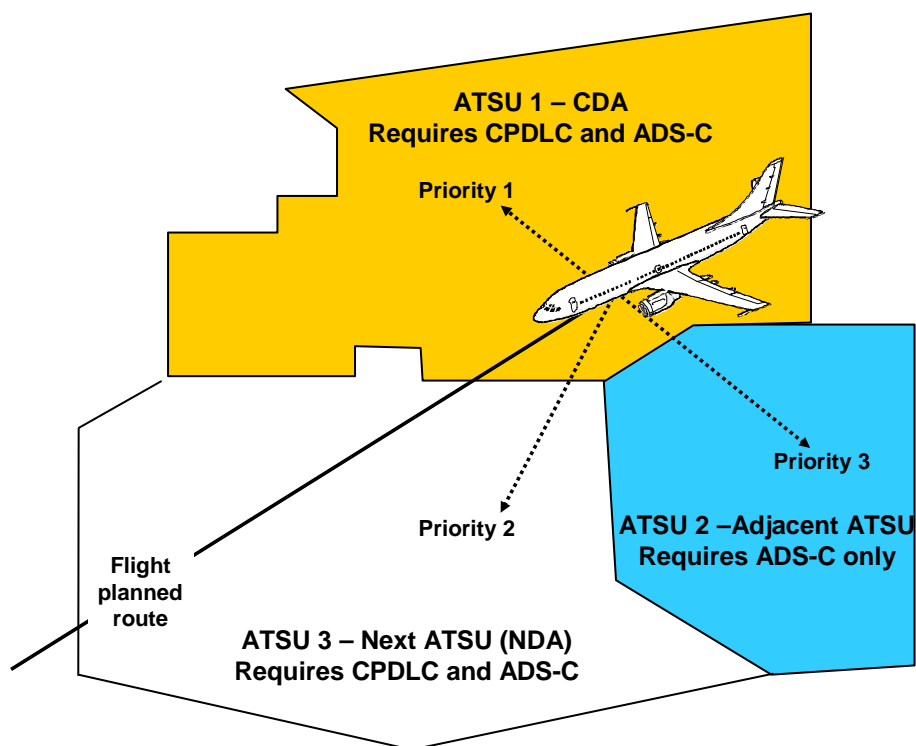 ATSU 1 – CDA
Requires CPDLC and ADS-C
Priority 1
Priority 3
Priority 2
ATSU 2 –Adjacent ATSU
Requires ADS-C only
Flight
planned
route
ATSU 3 – Next ATSU (NDA)
Requires CPDLC and ADS-C